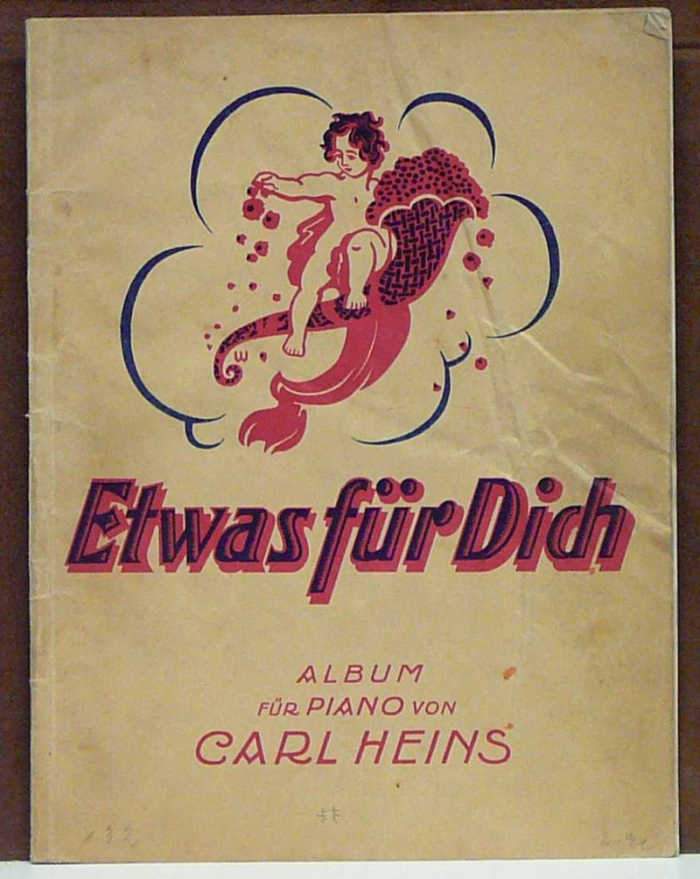 Etwas für Dich
ALBUM
FÜR PIANO VON
CARL HEINS